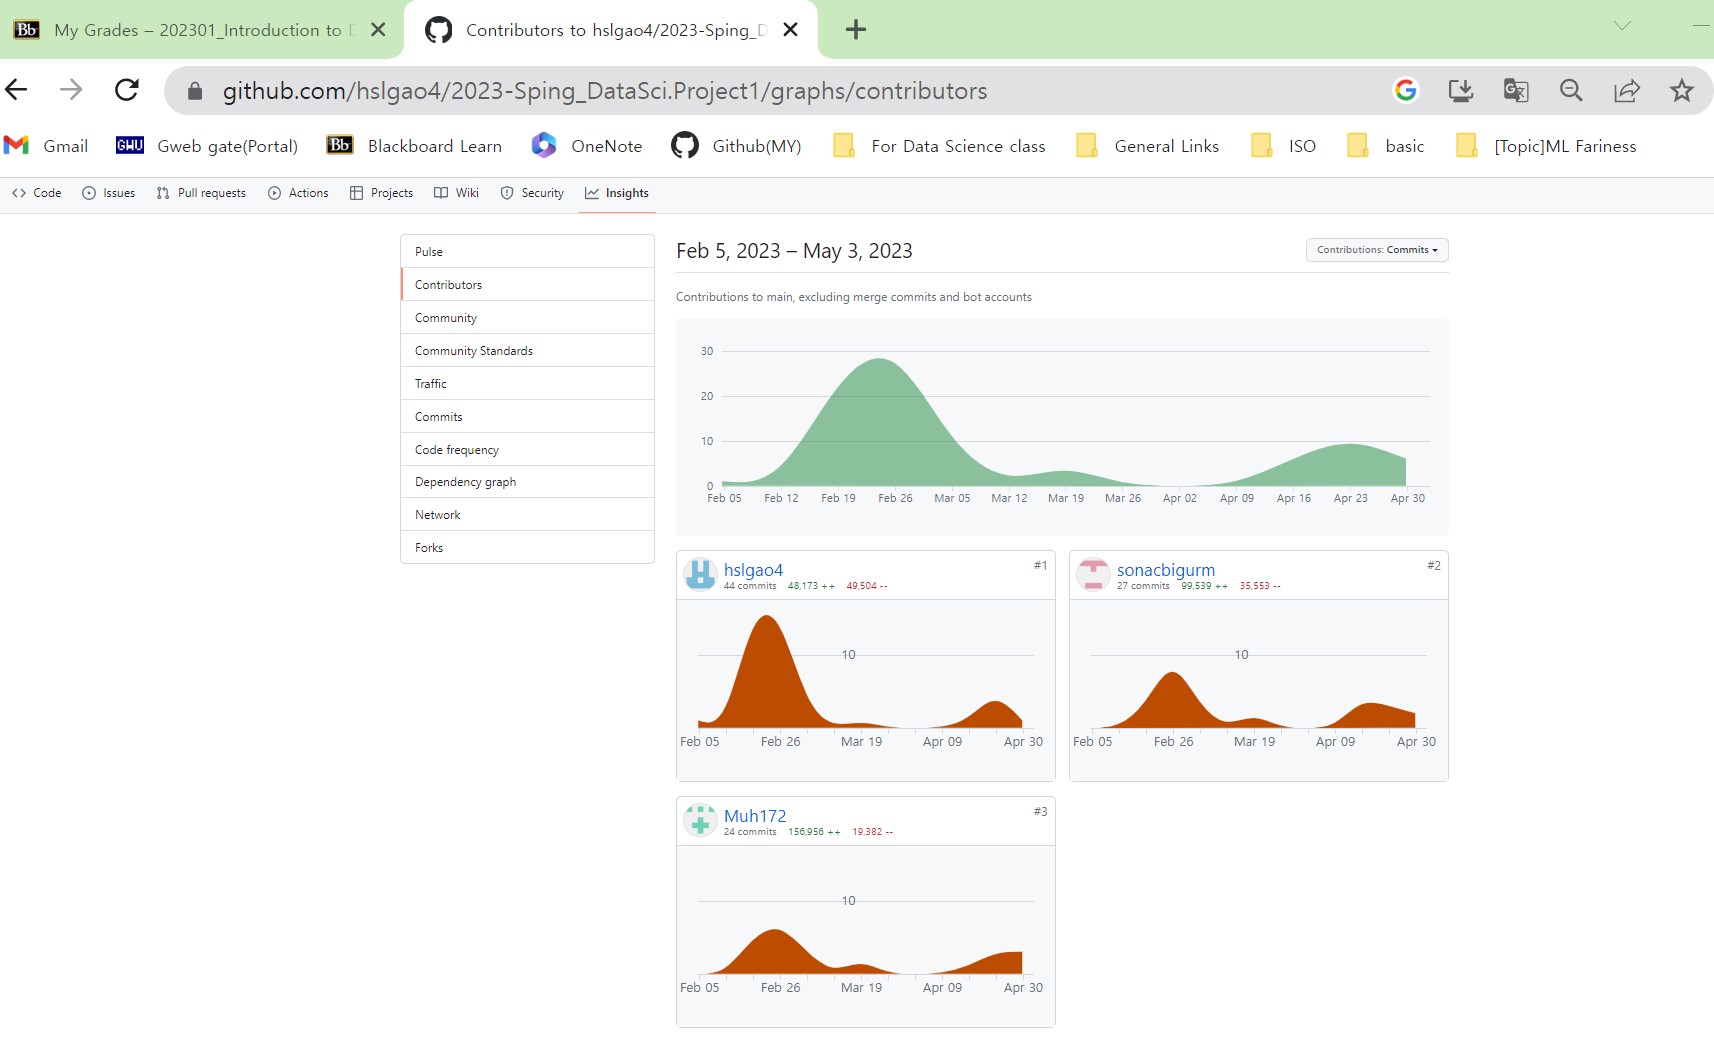 Bb My Grades – 202301_Introduction to D
Contributors to hslgao4/2023-Sping_D
github.com/hslgao4/2023-Sping_DataSci.Project1/graphs/contributors
Gmail GWU Gweb gate(Portal) Bb Blackboard Learn OneNote Github(MY) For Data Science class General Links ISO basic [Topic]ML Fariness
Code Issues Pull requests Actions Projects Wiki Security Insights
Pulse
Contributors
Community
Community Standards
Traffic
Commits
Code frequency
Dependency graph
Network
Forks
Feb 5, 2023 – May 3, 2023
Contributions: Commits
Contributions to main, excluding merge commits and bot accounts
30
20
10
0
Feb 05 Feb 12 Feb 19 Feb 26 Mar 05 Mar 12 Mar 19 Mar 26 Apr 02 Apr 09 Apr 16 Apr 23 Apr 30
hslgao4 #1
44 commits 48,173 ++ 49,504 --
10
Feb 05 Feb 26 Mar 19 Apr 09 Apr 30
sonacbigurm #2
27 commits 99,539 ++ 35,553 --
10
Feb 05 Feb 26 Mar 19 Apr 09 Apr 30
Muh172 #3
24 commits 156,956 ++ 19,382 --
10
Feb 05 Feb 26 Mar 19 Apr 09 Apr 30